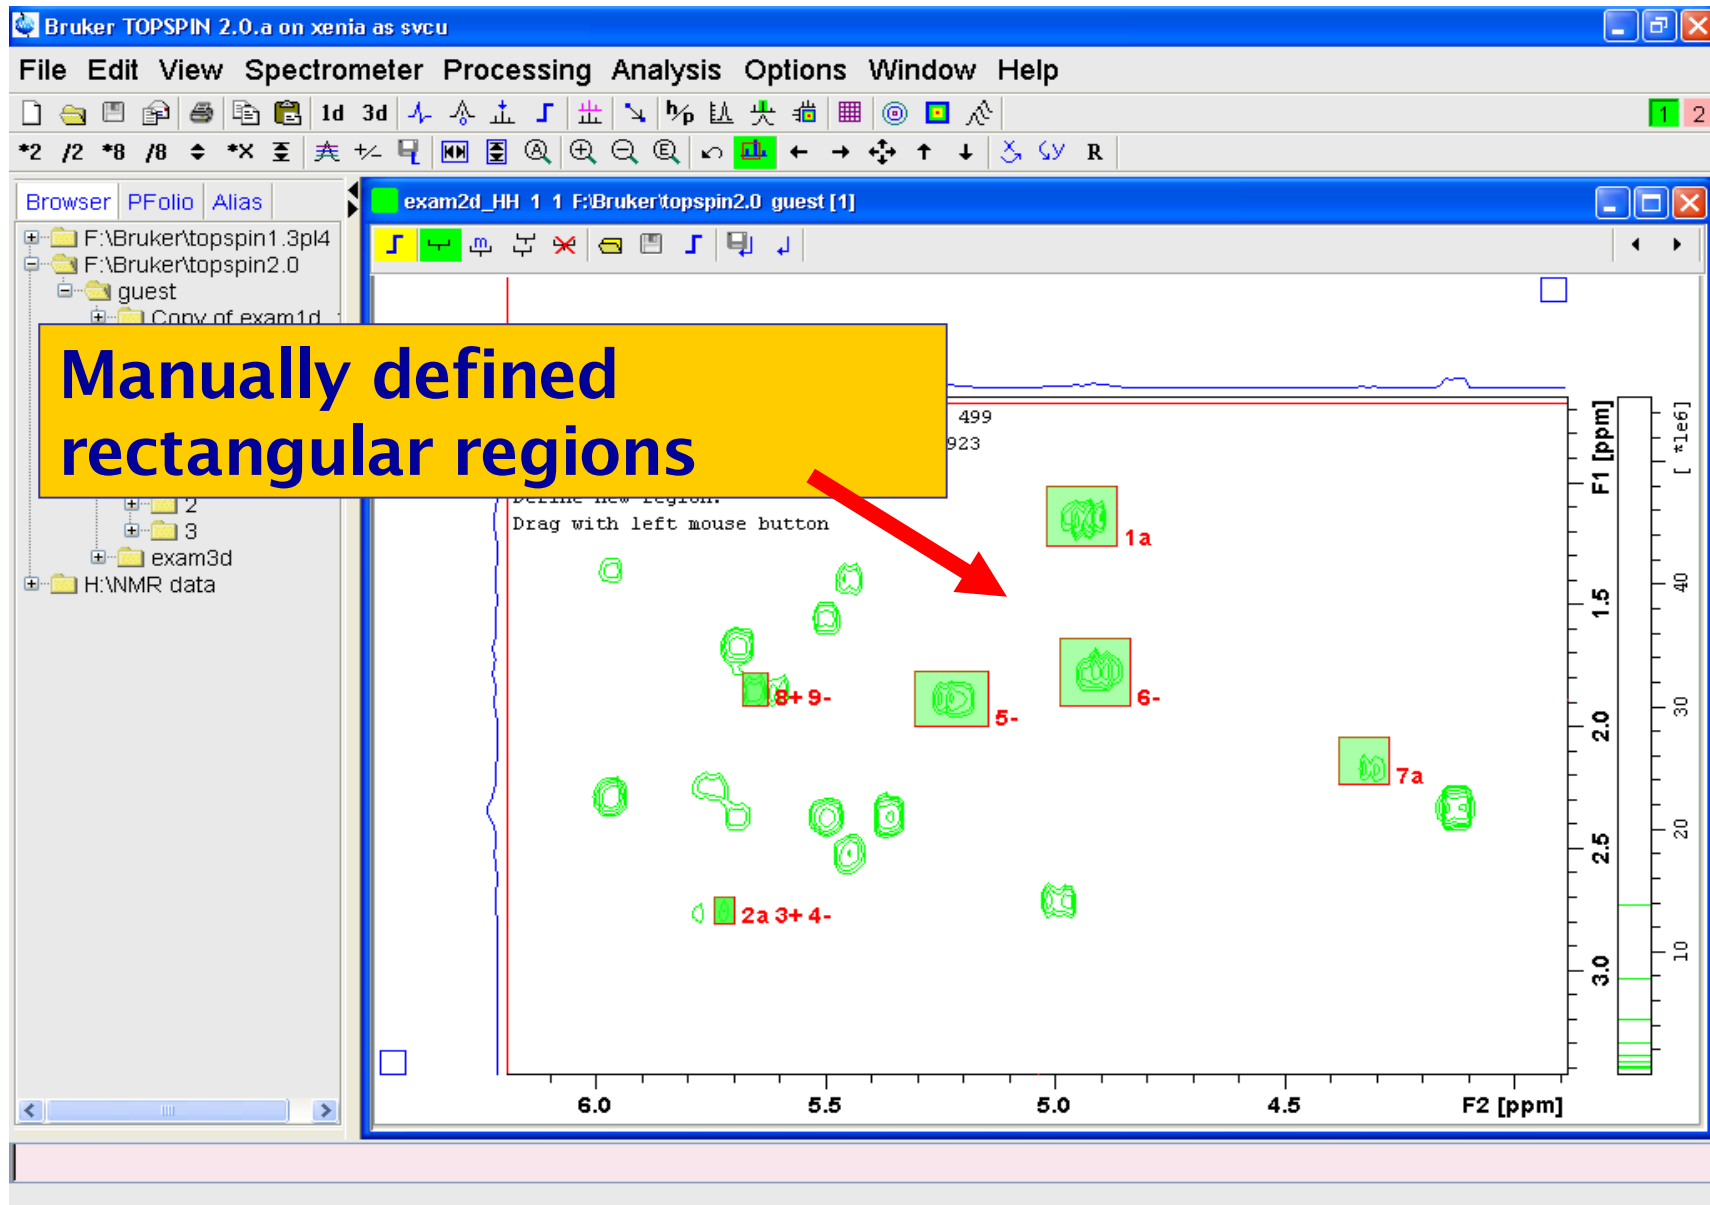 Bruker TOPSPIN 2.0.a on xenia as svcu
File Edit View Spectrometer Processing Analysis Options Window Help
1d 3d h/p 1 2
*2 /2 *8 /8 *X +/- A E X Y R
Browser PFolio Alias
exam2d_HH 1 1 F:\Bruker\topspin2.0 guest [1]
F:\Bruker\topspin1.3pl4
F:\Bruker\topspin2.0
guest
Copy of exam1d
Manually defined
rectangular regions
499
923
Define new region:
Drag with left mouse button
2
3
exam3d
H:\NMR data
1a
8+ 9-
5-
6-
7a
2a 3+ 4-
F1 [ppm]
1.5
2.0
2.5
3.0
[ *1e6]
40
30
20
10
6.0 5.5 5.0 4.5 F2 [ppm]